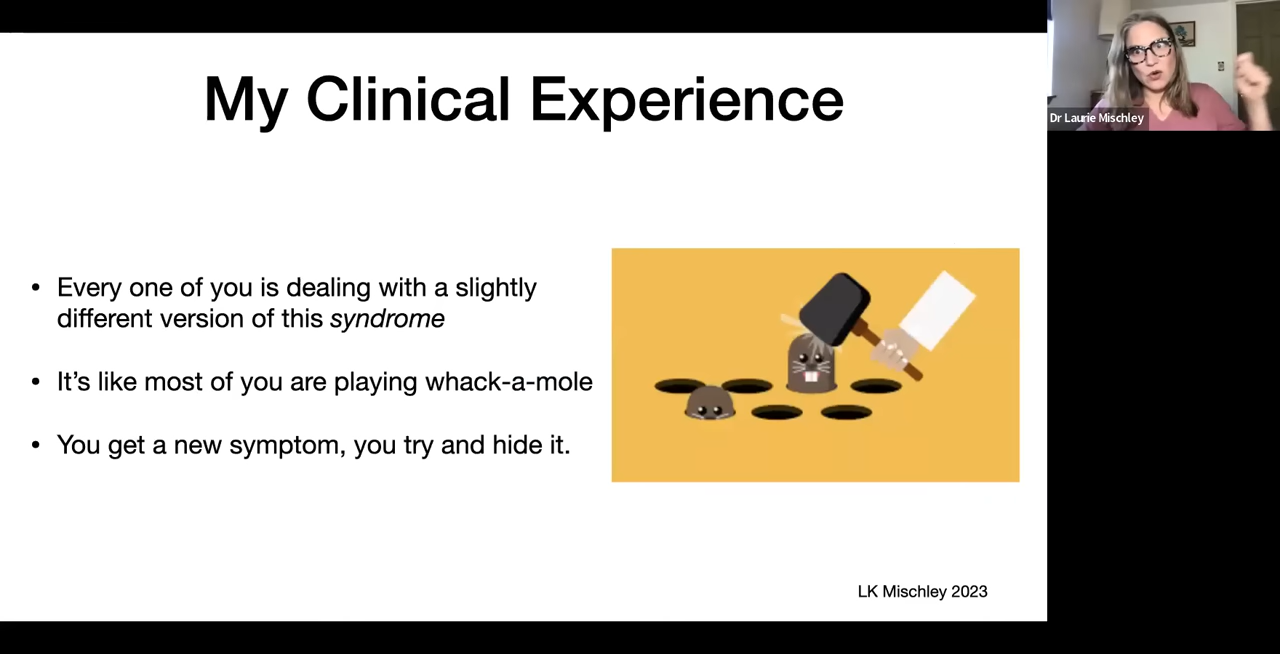 My Clinical Experience
Dr Laurie Mischley
• Every one of you is dealing with a slightly
different version of this syndrome
• It's like most of you are playing whack-a-mole
• You get a new symptom, you try and hide it.
LK Mischley 2023